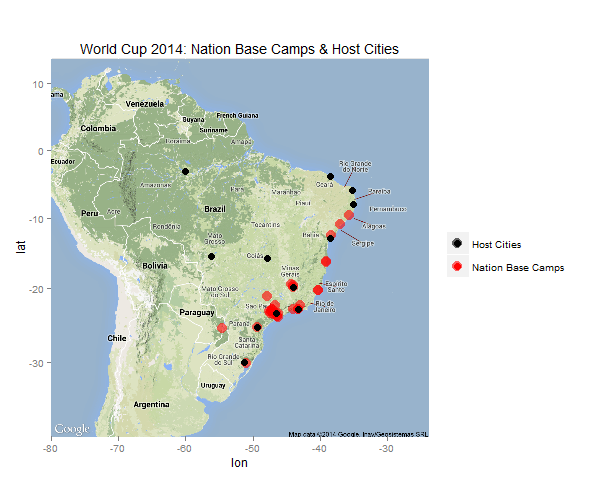 World Cup 2014: Nation Base Camps & Host Cities
lat
10
0
-10
-20
-30
ama
Venezuela
Guyana
French Guiana
Suriname
Colombia
Roraima
Amapá
Ecuador
Rio Grande
do Norte
Ceará
Paraíba
Amazonas
Pará
Maranhão
Piauí
Pernambuco
Peru
Acre
Brazil
Alagoas
Rondônia
Tocantins
Mato
Grosso
Bahia
Sergipe
Goiás
Bolivia
Minas
Gerais
Mato Grosso
do Sul
Espírito
Santo
Sao Pa
Rio de
Janeiro
Paraguay
Paraná
Chile
Santa
Catarina
Rio Grande
do Sul
Uruguay
Argentina
Google
Map data ©2014 Google, Inav/Geosistemas SRL
-80
-70
-60
-50
-40
-30
lon
Host Cities
Nation Base Camps